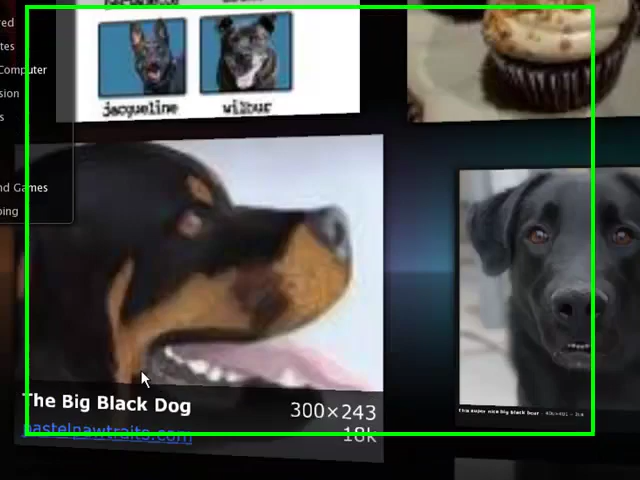 jacqueline
wilbur
red
tes
Computer
sion
s
nd Games
ping
The Big Black Dog
300×243
pastelpawtraits.com
18k